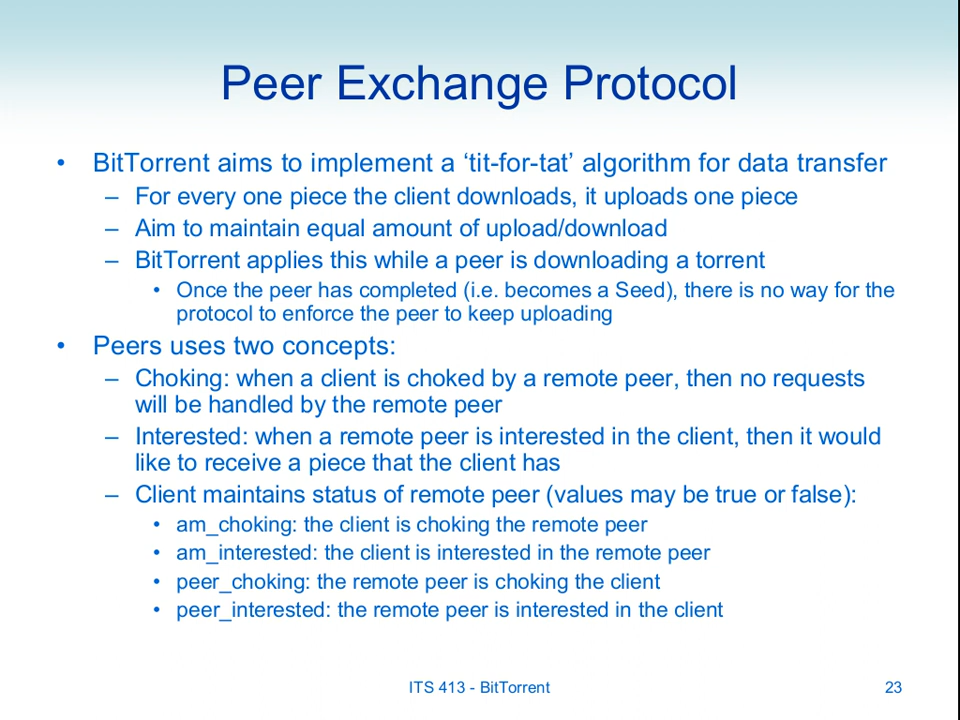 Peer Exchange Protocol
• BitTorrent aims to implement a ‘tit-for-tat’ algorithm for data transfer
– For every one piece the client downloads, it uploads one piece
– Aim to maintain equal amount of upload/download
– BitTorrent applies this while a peer is downloading a torrent
• Once the peer has completed (i.e. becomes a Seed), there is no way for the
protocol to enforce the peer to keep uploading
• Peers uses two concepts:
– Choking: when a client is choked by a remote peer, then no requests
will be handled by the remote peer
– Interested: when a remote peer is interested in the client, then it would
like to receive a piece that the client has
– Client maintains status of remote peer (values may be true or false):
• am_choking: the client is choking the remote peer
• am_interested: the client is interested in the remote peer
• peer_choking: the remote peer is choking the client
• peer_interested: the remote peer is interested in the client
ITS 413 - BitTorrent
23